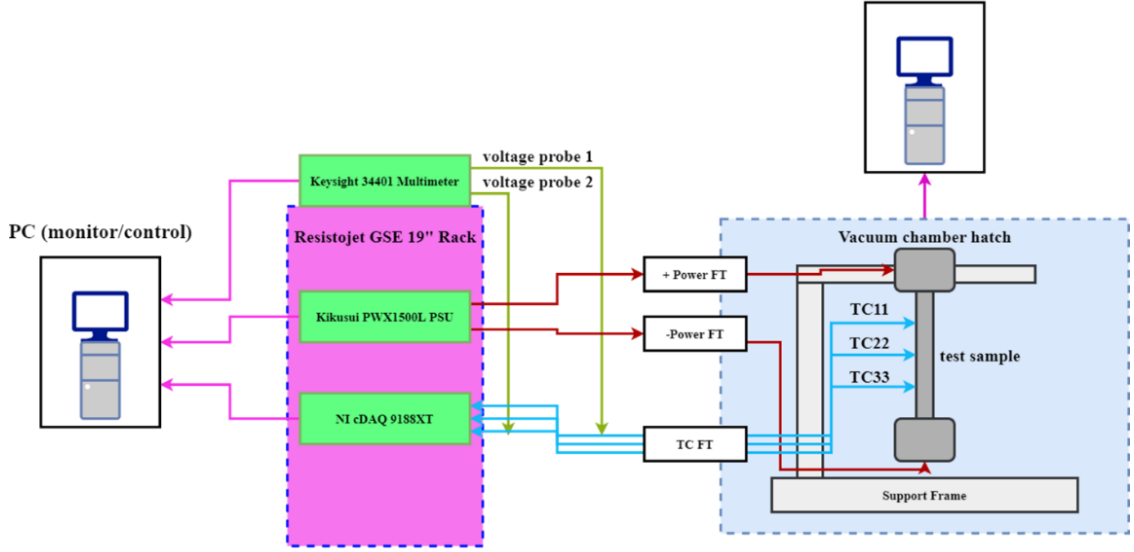 voltage probe 1
Keysight 34401 Multimeter
voltage probe 2
PC (monitor/control)
Resistojet GSE 19" Rack
Vacuum chamber hatch
+ Power FT
Kikusui PWX1500L PSU
TC11
-Power FT
TC22
test sample
TC33
NI cDAQ 9188XT
TC FT
Support Frame